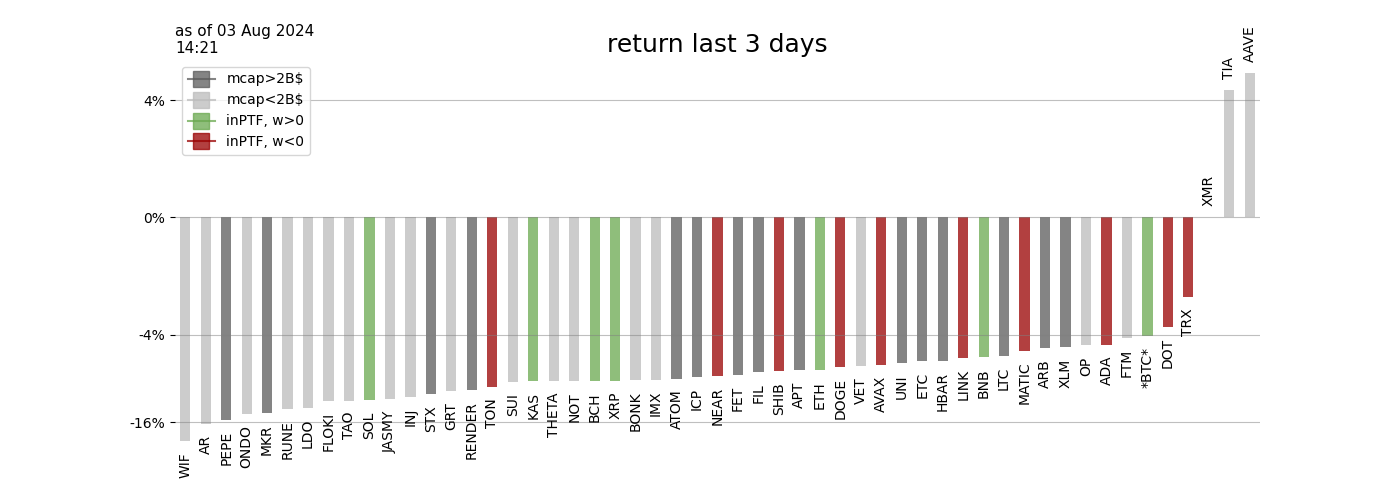 as of 03 Aug 2024
14:21
return last 3 days
mcap>2B$
mcap<2B$
inPTF, w>0
inPTF, w<0
4%
0%
-4%
-16%
WIF
AR
PEPE
ONDO
MKR
RUNE
LDO
FLOKI
TAO
SOL
JASMY
INJ
STX
GRT
RENDER
TON
SUI
KAS
THETA
NOT
BCH
XRP
BONK
IMX
ATOM
ICP
NEAR
FET
FIL
SHIB
APT
ETH
DOGE
VET
AVAX
UNI
ETC
HBAR
LINK
BNB
LTC
MATIC
ARB
XLM
OP
ADA
FTM
*BTC*
DOT
TRX
XMR
TIA
AAVE